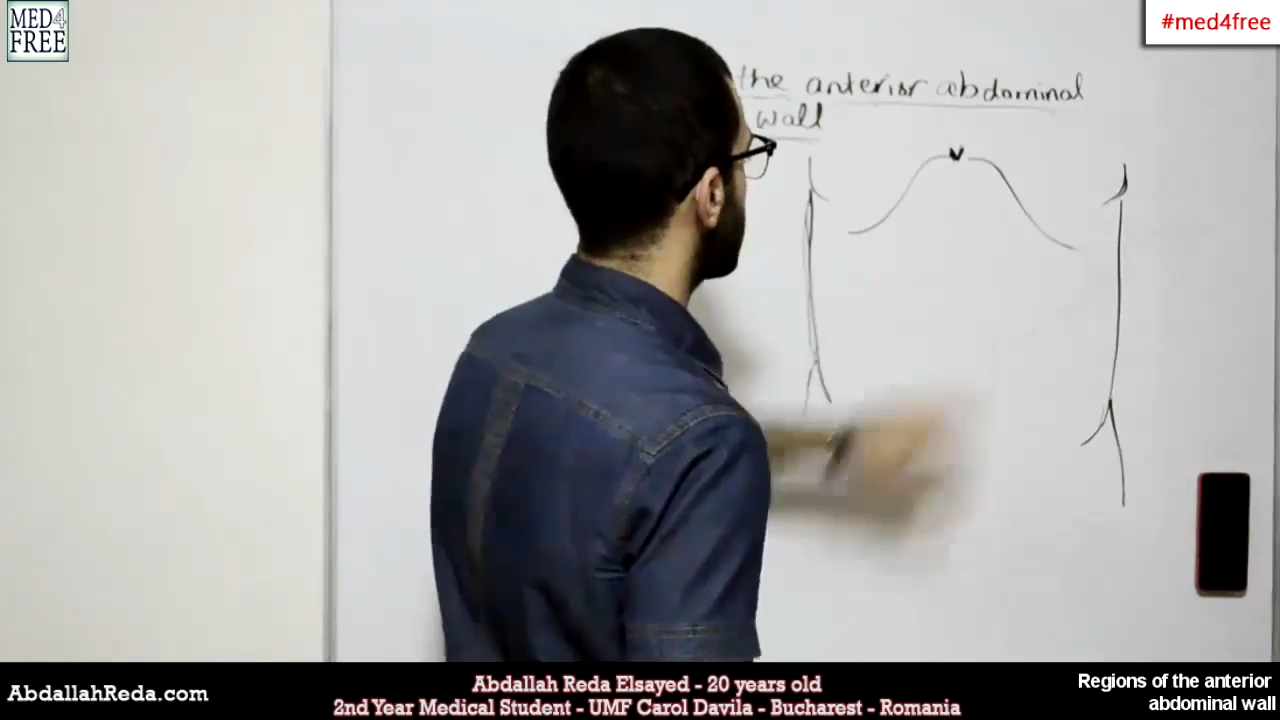 MED4
FREE
#med4free
the anterior abdominal
wall
AbdallahReda.com
Abdallah Reda Elsayed - 20 years old
2nd Year Medical Student - UMF Carol Davila - Bucharest - Romania
Regions of the anterior
abdominal wall